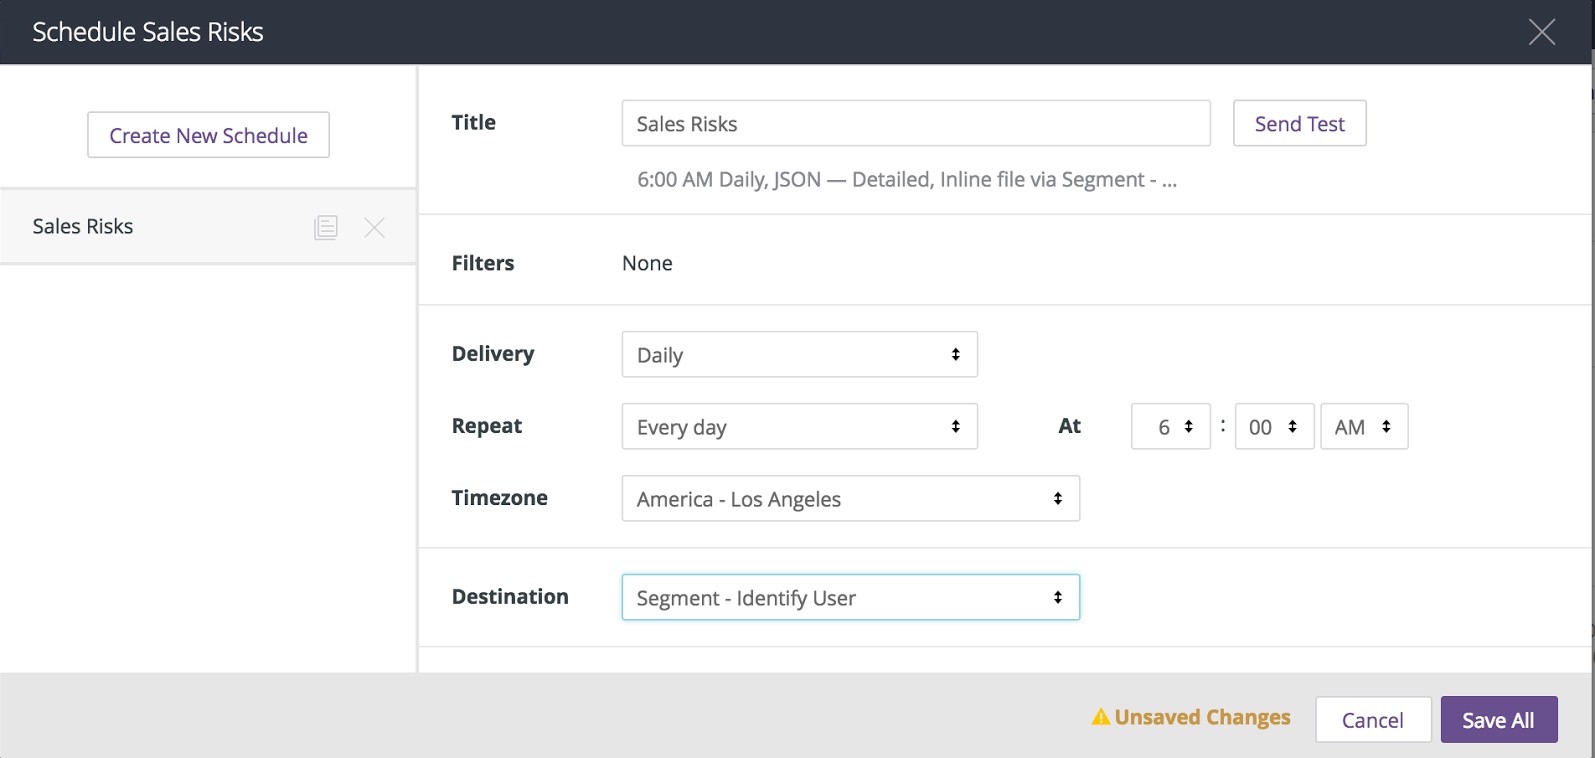 Schedule Sales Risks
Create New Schedule
Sales Risks
Title
Sales Risks
Send Test
6:00 AM Daily, JSON — Detailed, Inline file via Segment - ...
Filters
None
Delivery
Daily
Repeat
Every day
At
6 : 00 AM
Timezone
America - Los Angeles
Destination
Segment - Identify User
Unsaved Changes
Cancel
Save All